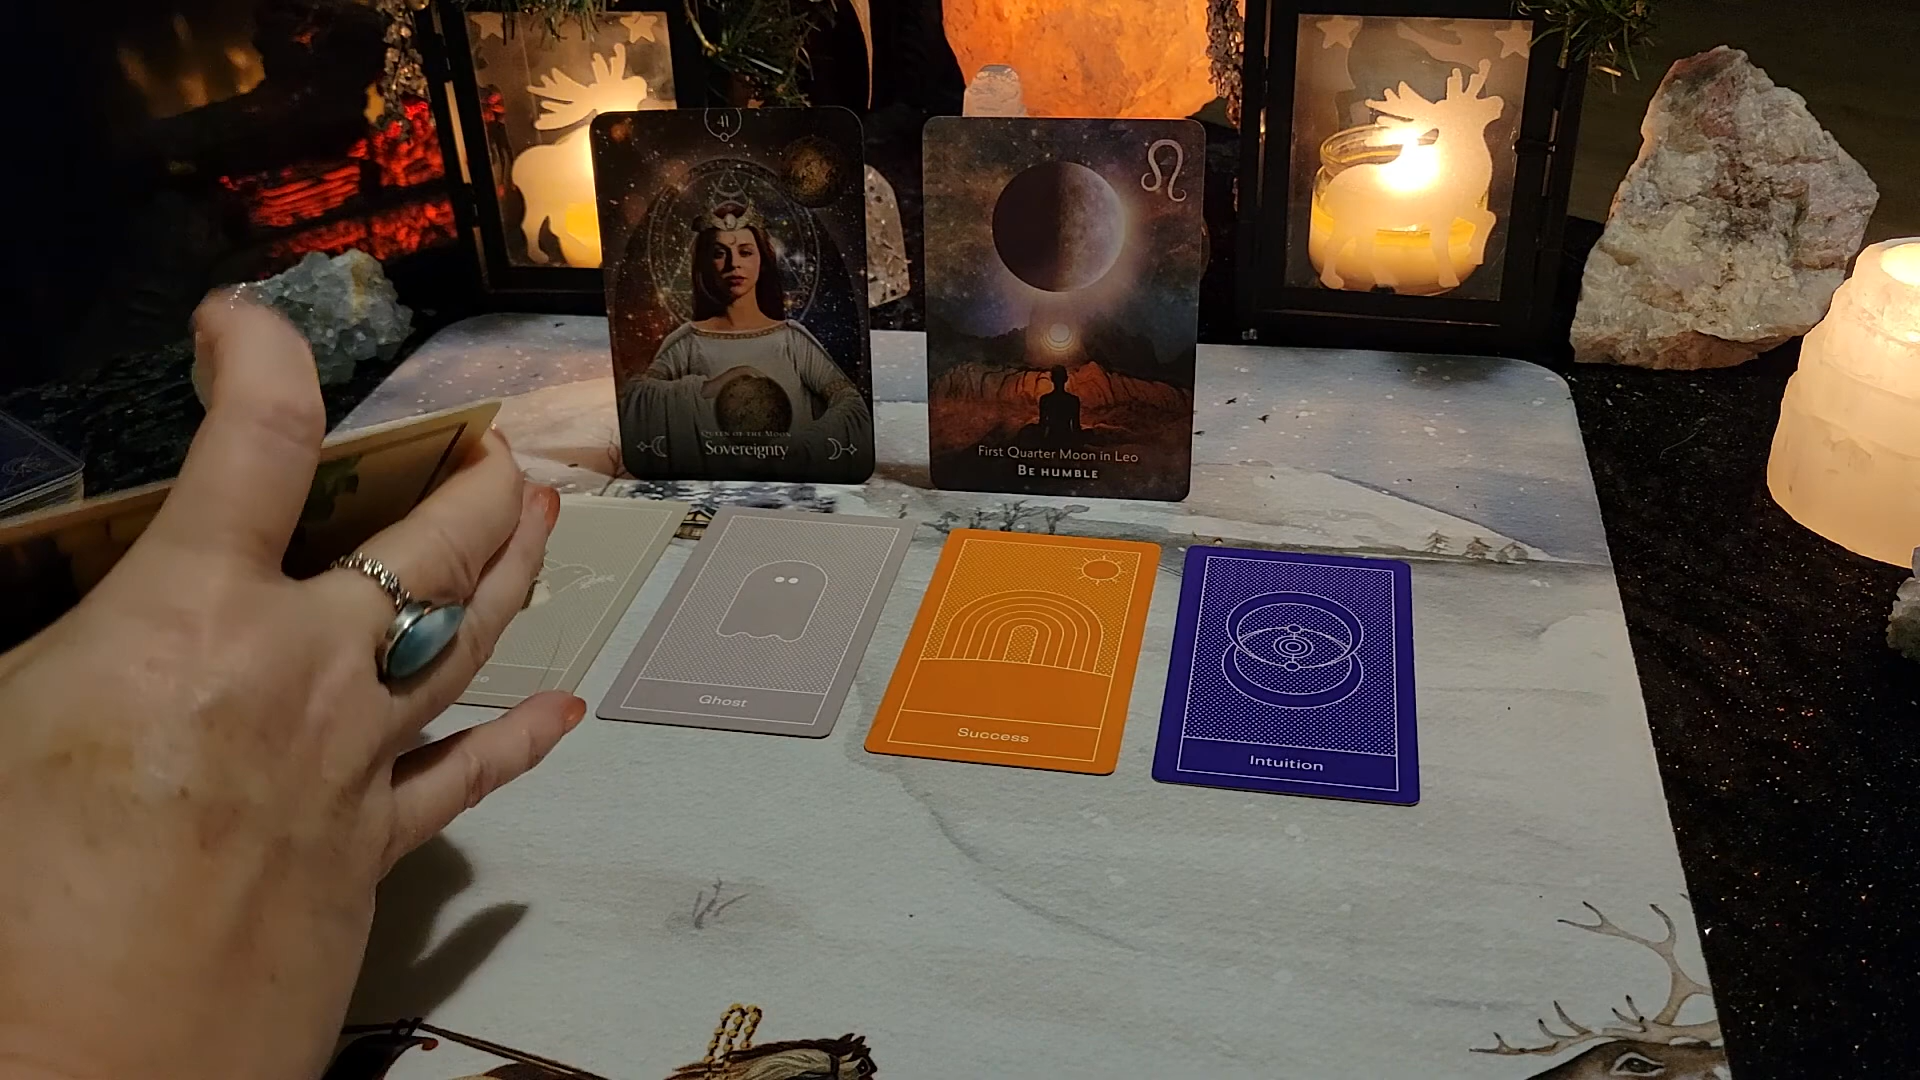 41
QUEEN OF THE MOON
Sovereignty
First Quarter Moon in Leo
BE HUMBLE
Ghost
Success
Intuition